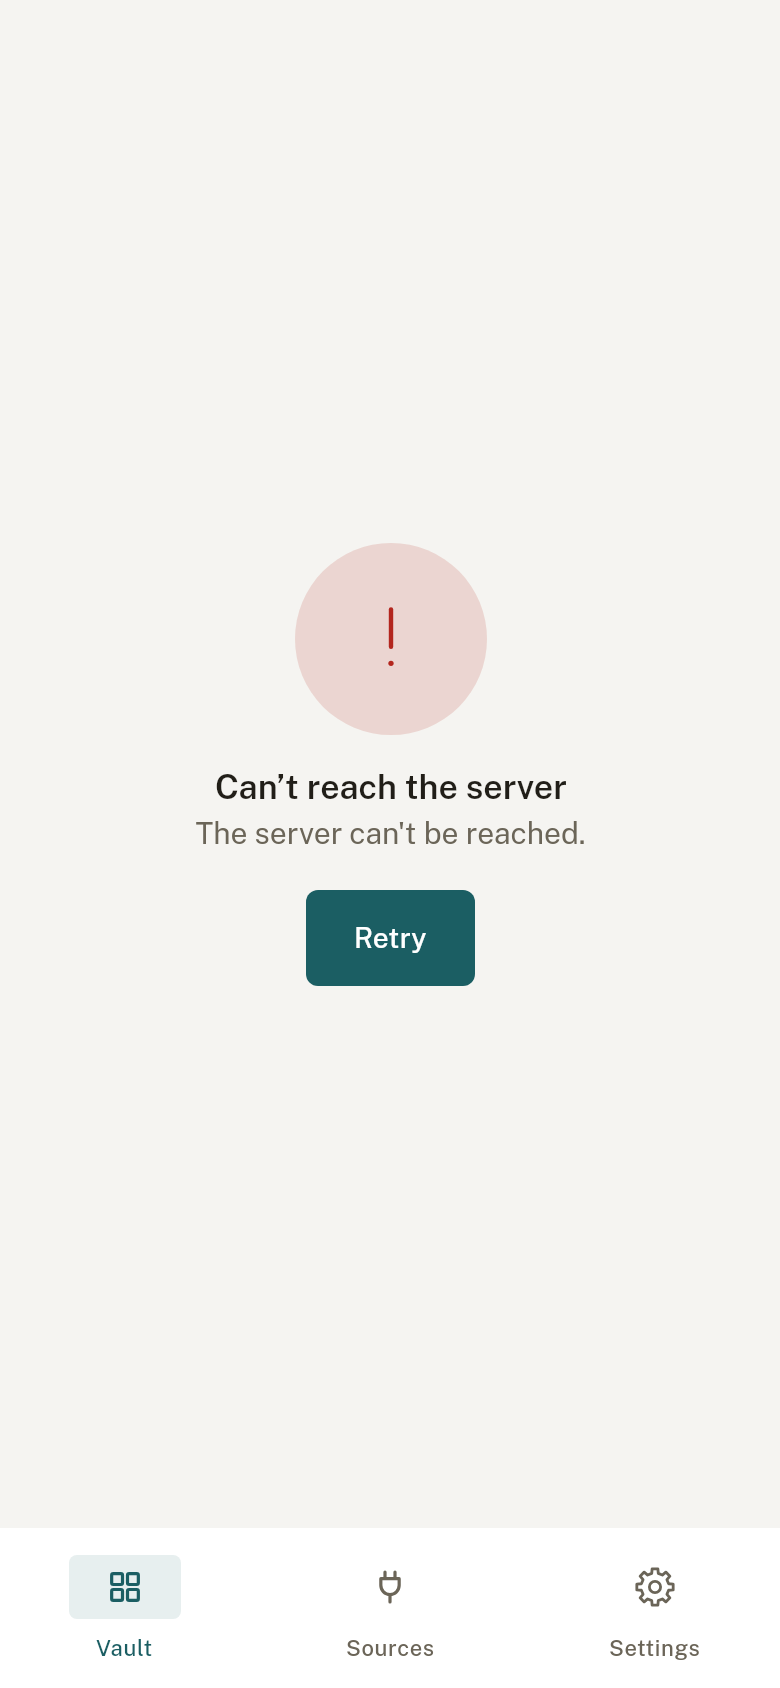 Can’t reach the server
The server can't be reached.
Retry
Vault
Sources
Settings